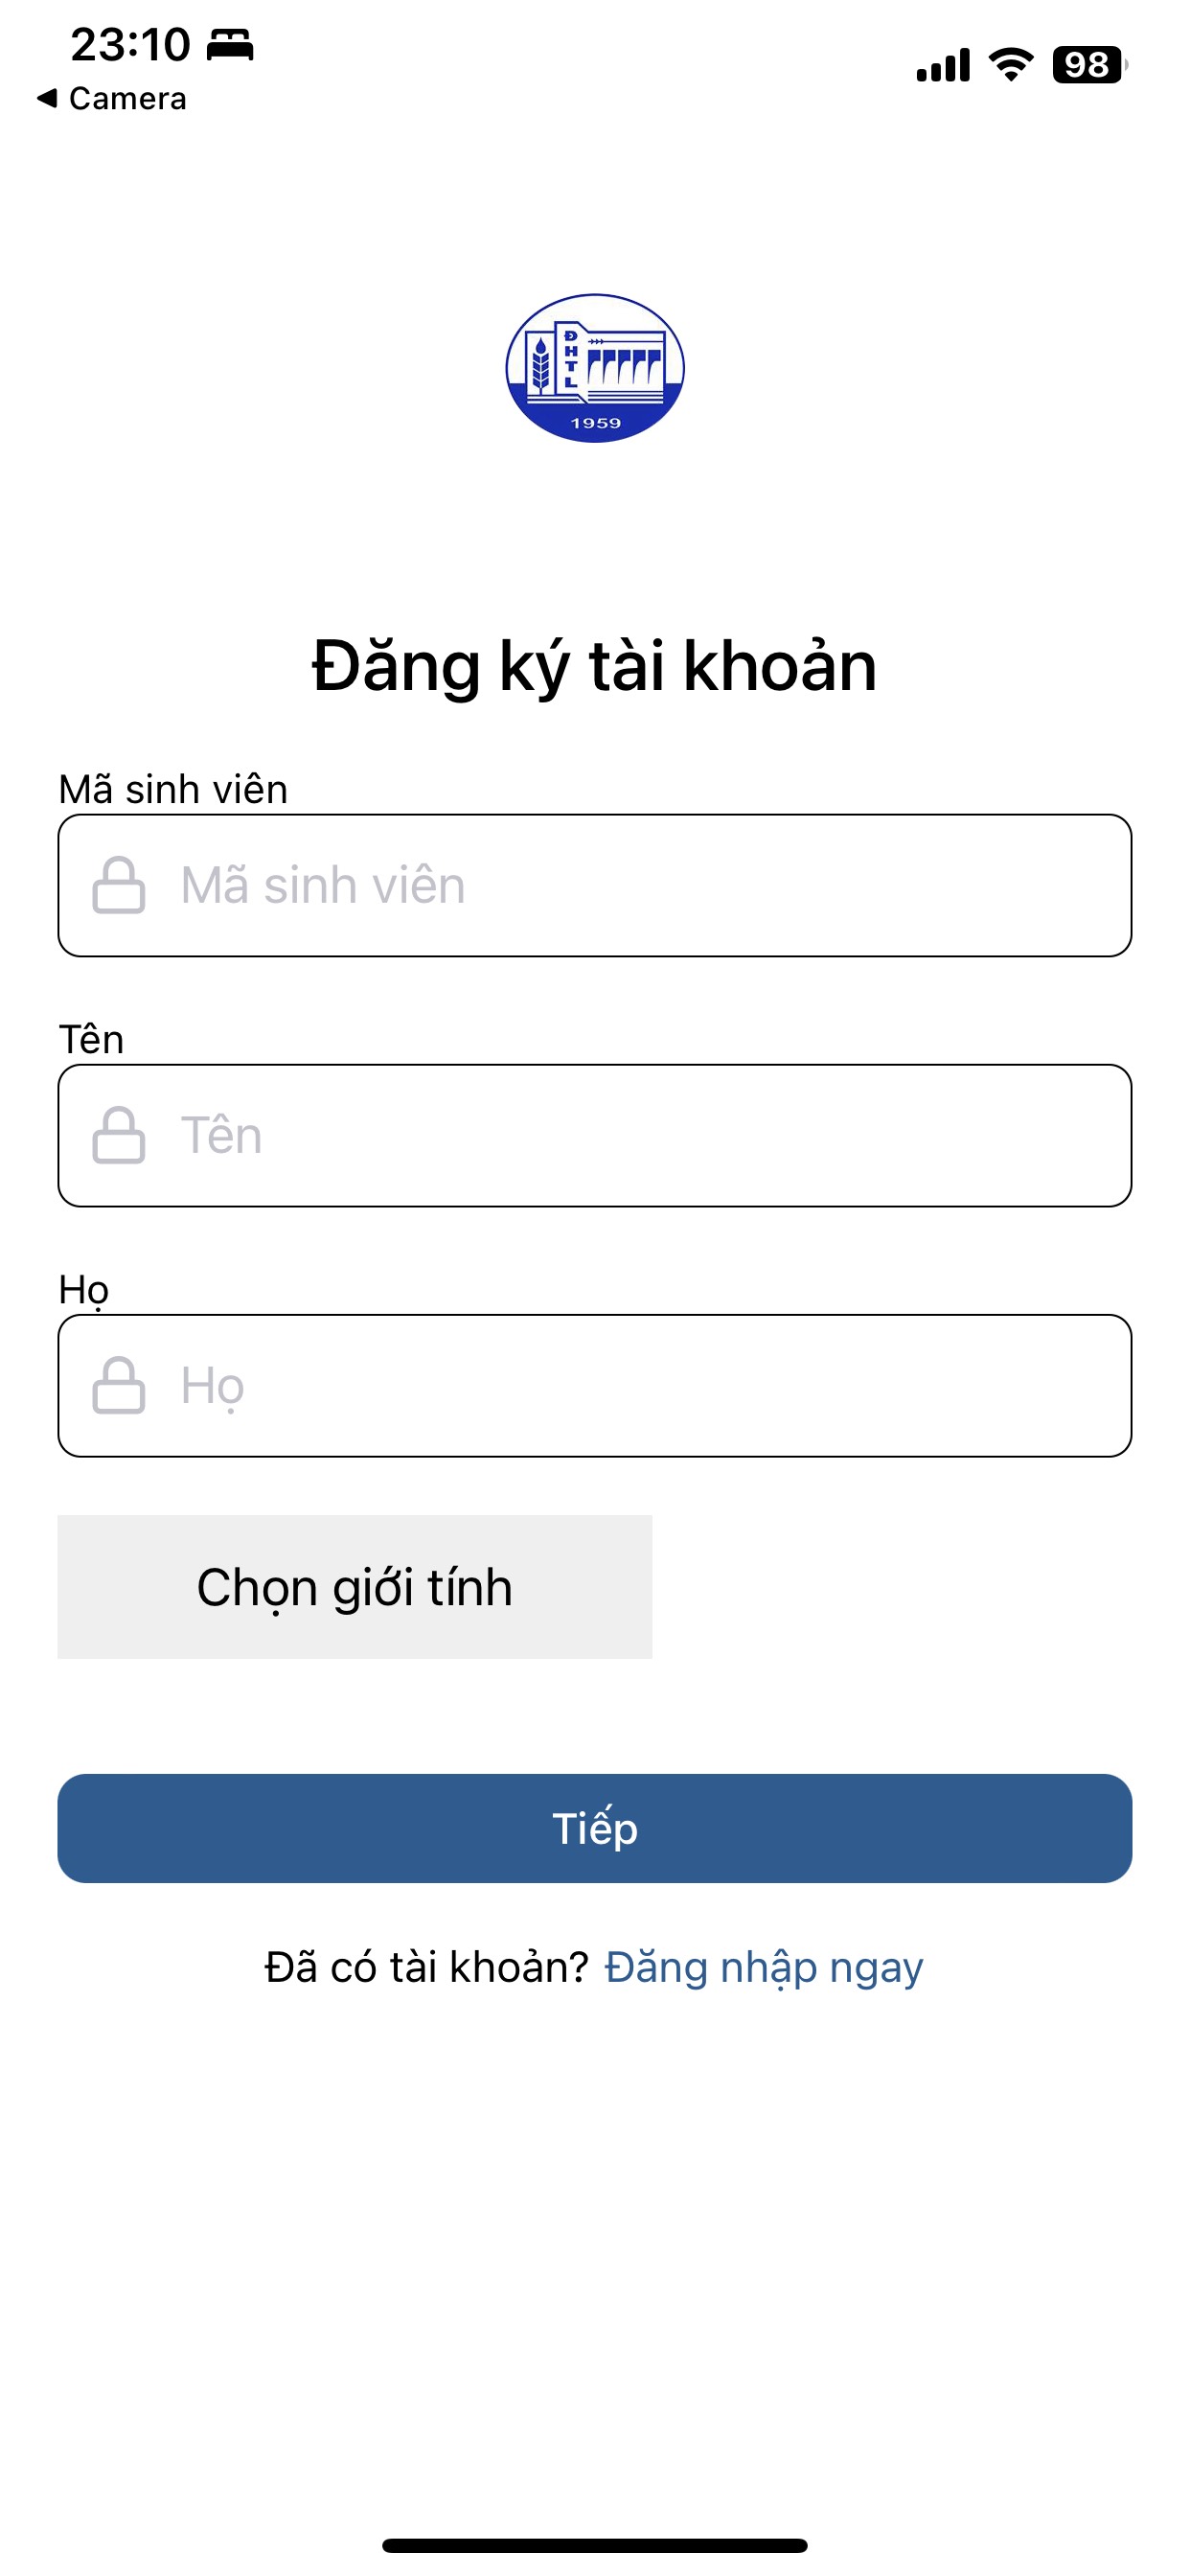 23:10
98
◀ Camera
ĐHTL
1959
Đăng ký tài khoản
Mã sinh viên
Mã sinh viên
Tên
Tên
Họ
Họ
Chọn giới tính
Tiếp
Đã có tài khoản? Đăng nhập ngay